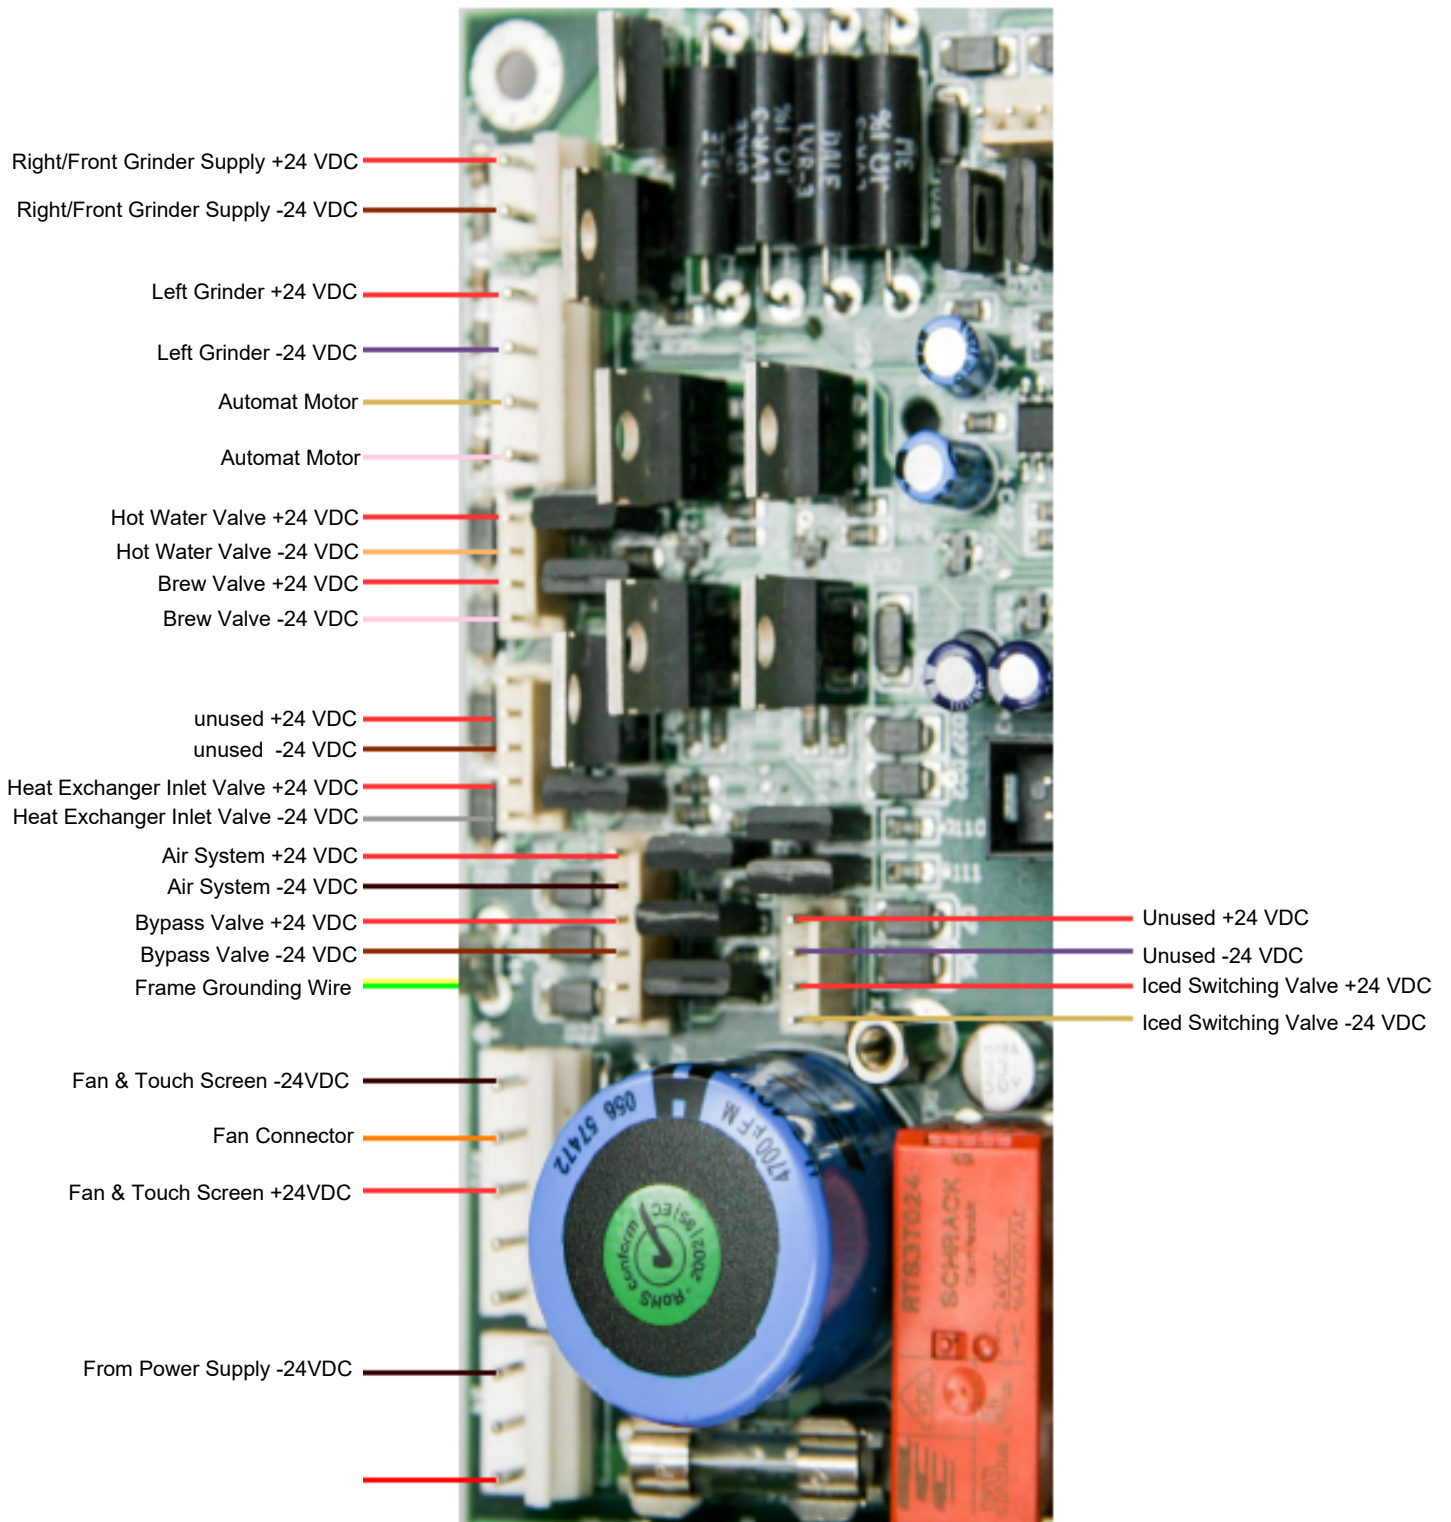 Right/Front Grinder Supply +24 VDC
Right/Front Grinder Supply -24 VDC
Left Grinder +24 VDC
Left Grinder -24 VDC
Automat Motor
Automat Motor
Hot Water Valve +24 VDC
Hot Water Valve -24 VDC
Brew Valve +24 VDC
Brew Valve -24 VDC
unused +24 VDC
unused -24 VDC
Heat Exchanger Inlet Valve +24 VDC
Heat Exchanger Inlet Valve -24 VDC
Air System +24 VDC
Air System -24 VDC
Bypass Valve +24 VDC
Bypass Valve -24 VDC
Frame Grounding Wire
Unused +24 VDC
Unused -24 VDC
Iced Switching Valve +24 VDC
Iced Switching Valve -24 VDC
Fan & Touch Screen -24VDC
Fan Connector
Fan & Touch Screen +24VDC
From Power Supply -24VDC
DALE
LVR-3
1%
056 57472
4700µF M
RoHS conform
2002/95/EC
RTS3T024
SCHRACK
24VDC
16A/250VAC